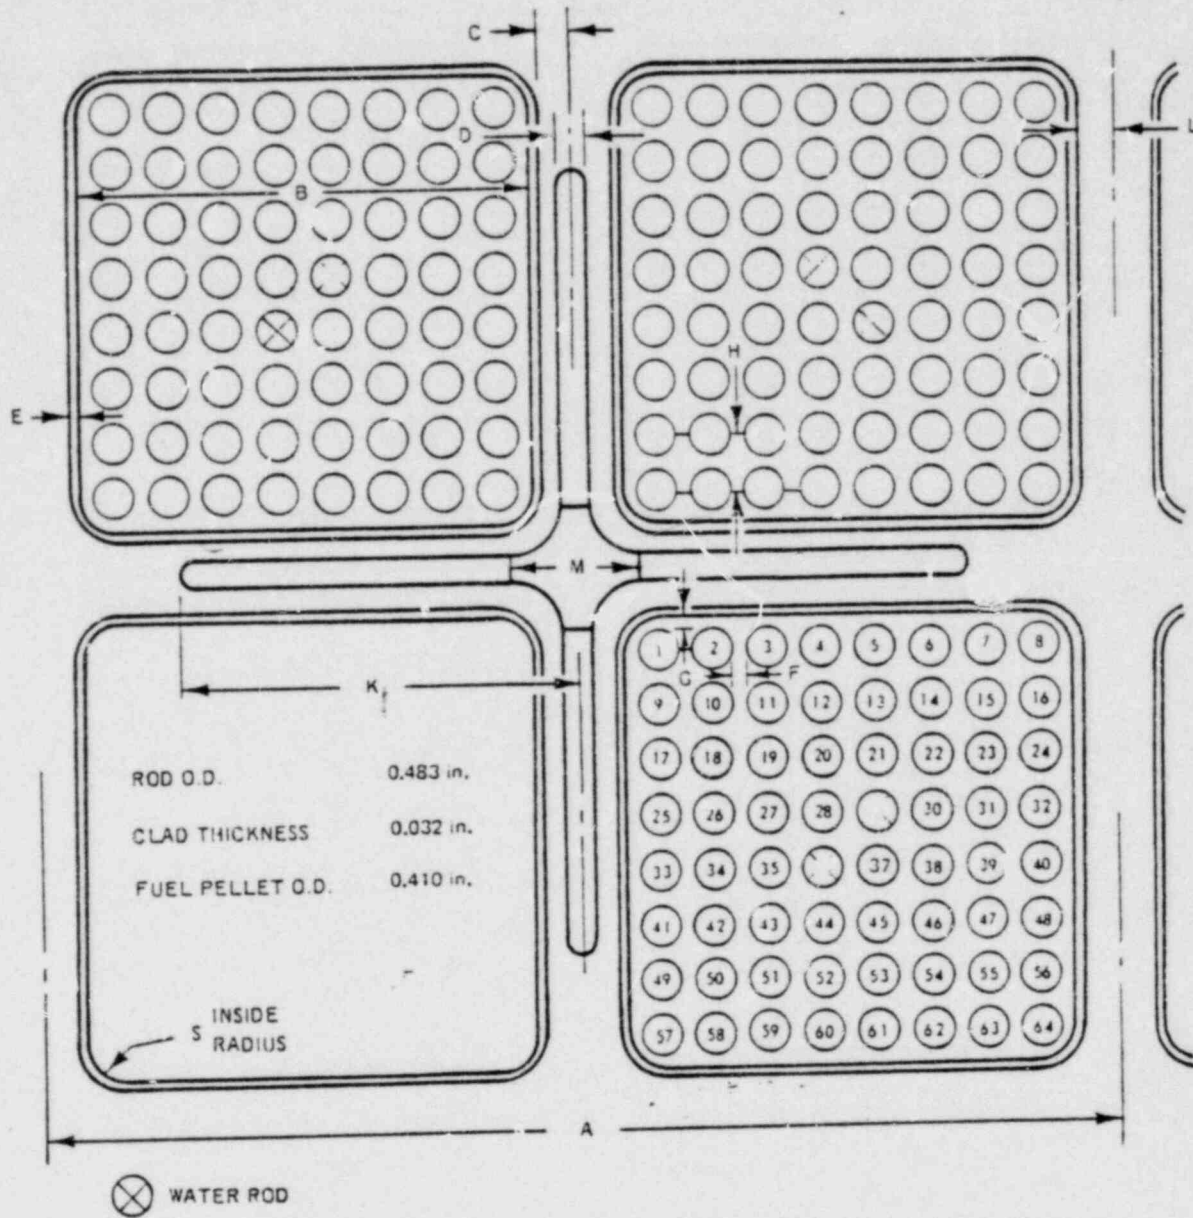 C
D
L
B
H
E
M
1 2 3 4 5 6 7 8
G F
K
9 10 11 12 13 14 15 16
17 18 19 20 21 22 23 24
ROD O.D. 0.483 in.
25 26 27 28 30 31 32
CLAD THICKNESS 0.032 in.
33 34 35 37 38 39 40
FUEL PELLET O.D. 0.410 in.
41 42 43 44 45 46 47 48
49 50 51 52 53 54 55 56
S INSIDE
RADIUS
57 58 59 60 61 62 63 64
A
WATER ROD